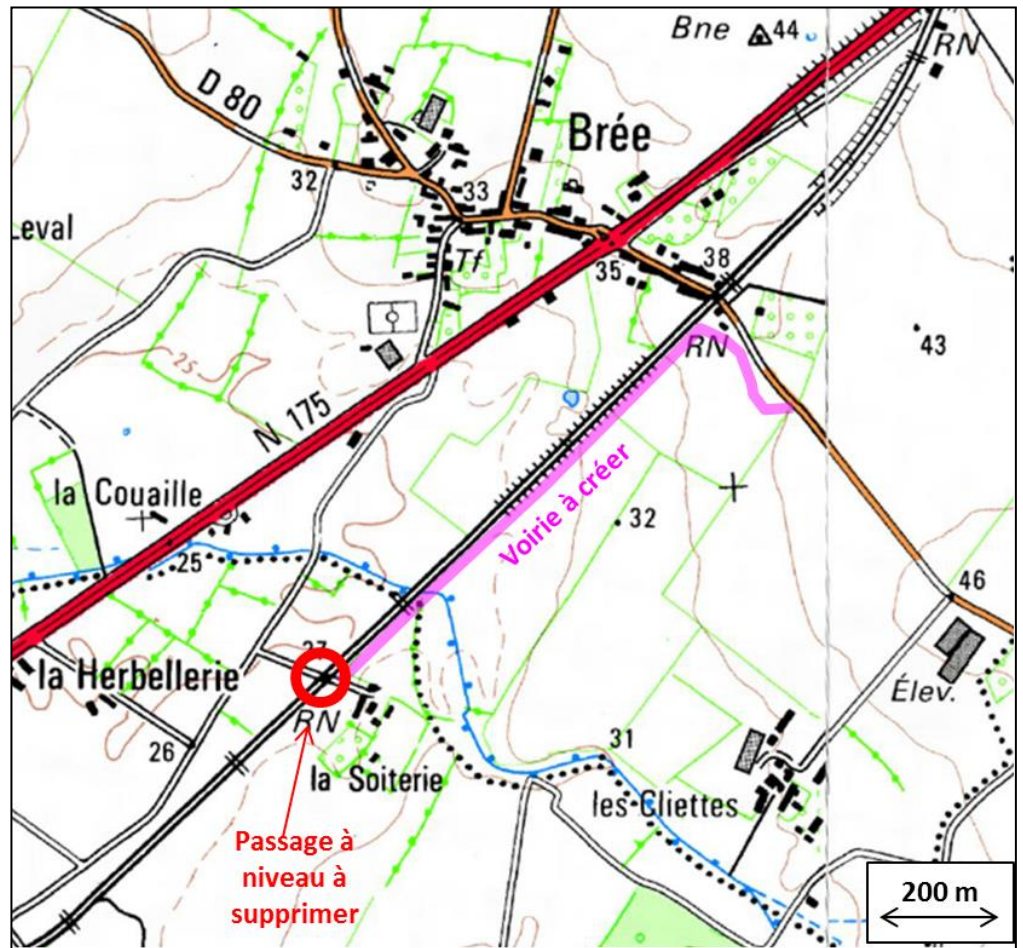 Bne 44
RN
D 80
Brée
32
33
Leval
Tf
35
38
RN
43
25
N 175
la Couaille
Voirie à créer
32
25
46
la Herbellerie
RN
Élev.
26
31
la Soiterie
les Cliettes
Passage à
niveau à
supprimer
200 m